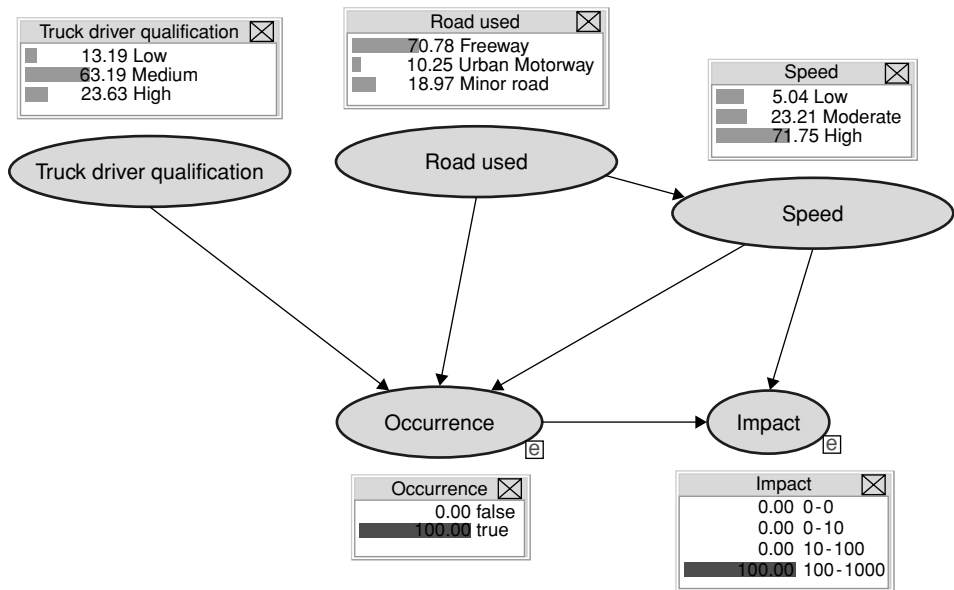 Truck driver qualification
13.19 Low
63.19 Medium
23.63 High
Road used
70.78 Freeway
10.25 Urban Motorway
18.97 Minor road
Speed
5.04 Low
23.21 Moderate
71.75 High
Truck driver qualification
Road used
Speed
Occurrence
e
Impact
e
Occurrence
0.00 false
100.00 true
Impact
0.00 0-0
0.00 0-10
0.00 10-100
100.00 100-1000